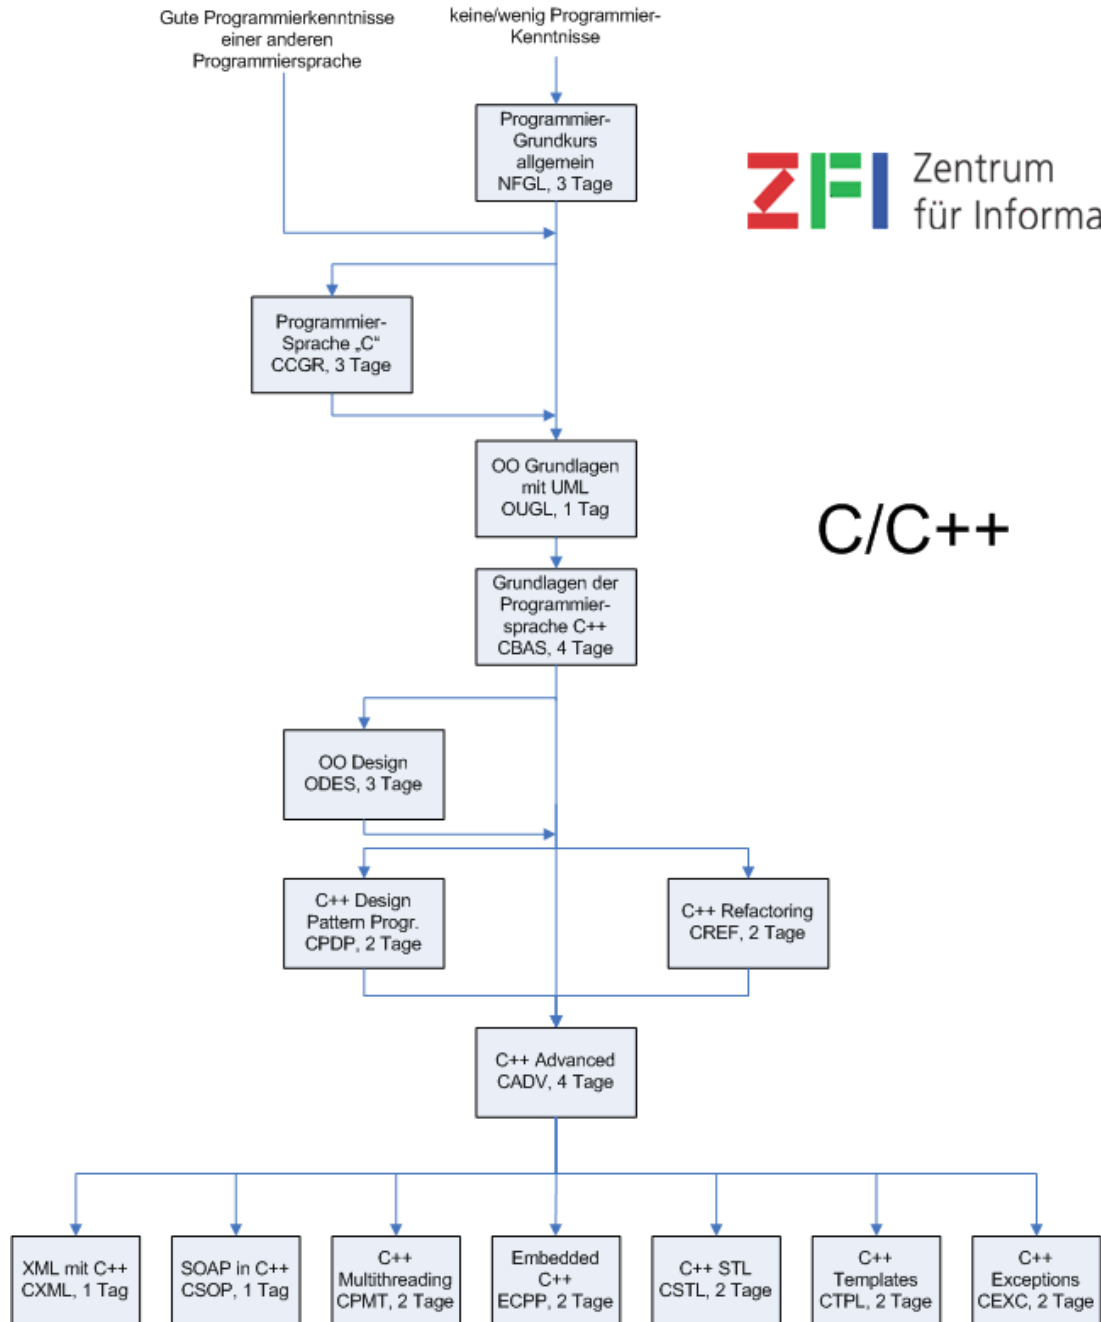 Gute Programmierkenntnisse
einer anderen
Programmiersprache
keine/wenig Programmier-
Kenntnisse
Programmier-
Grundkurs
allgemein
NFGL, 3 Tage
ZFI
Zentrum
für Informa
Programmier-
Sprache „C“
CCGR, 3 Tage
OO Grundlagen
mit UML
OUGL, 1 Tag
C/C++
Grundlagen der
Programmier-
sprache C++
CBAS, 4 Tage
OO Design
ODES, 3 Tage
C++ Design
Pattern Progr.
CPDP, 2 Tage
C++ Refactoring
CREF, 2 Tage
C++ Advanced
CADV, 4 Tage
XML mit C++
CXML, 1 Tag
SOAP in C++
CSOP, 1 Tag
C++
Multithreading
CPMT, 2 Tage
Embedded
C++
ECPP, 2 Tage
C++ STL
CSTL, 2 Tage
C++
Templates
CTPL, 2 Tage
C++
Exceptions
CEXC, 2 Tage